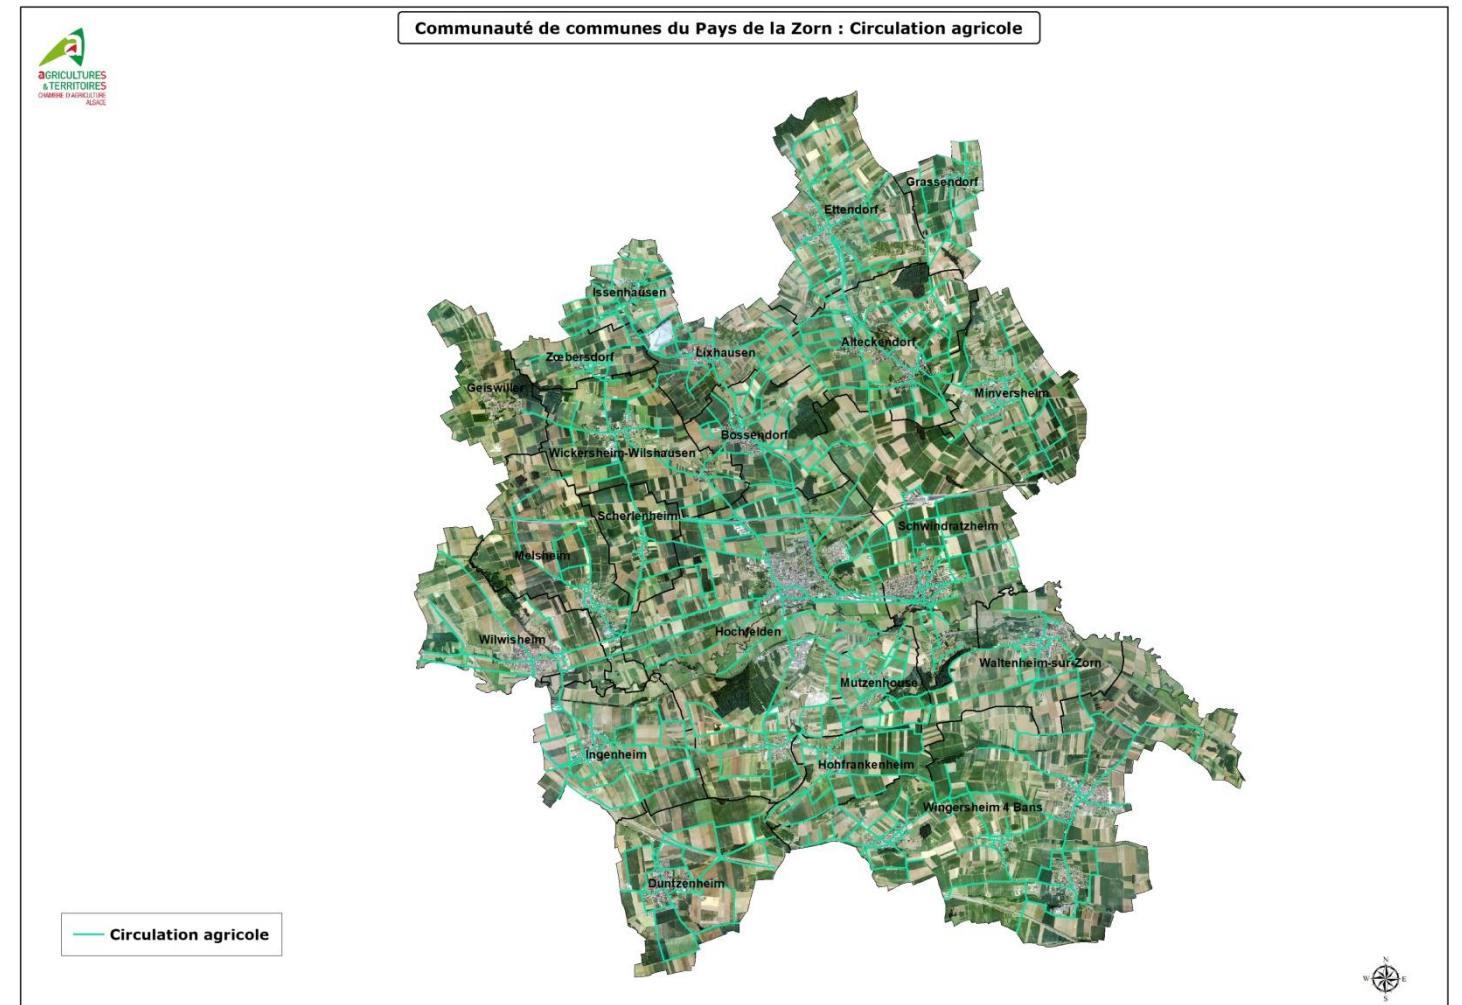 Communauté de communes du Pays de la Zorn : Circulation agricole
aGRICULTURES
& TERRITOIRES
CHAMBRE D'AGRICULTURE
ALSACE
Grassendorf
Ettendorf
Issenhausen
Alteckendorf
Lixhausen
Zœbersdorf
Geiswiller
Minversheim
Bossendorf
Wickersheim-Wilshausen
Scherlenheim
Schwindratzheim
Melsheim
Hochfelden
Wilwisheim
Waltenheim-sur-Zorn
Mutzenhouse
Ingenheim
Hohfrankenheim
Wingersheim 4 Bans
Duntzenheim
Circulation agricole
N
W
E
S